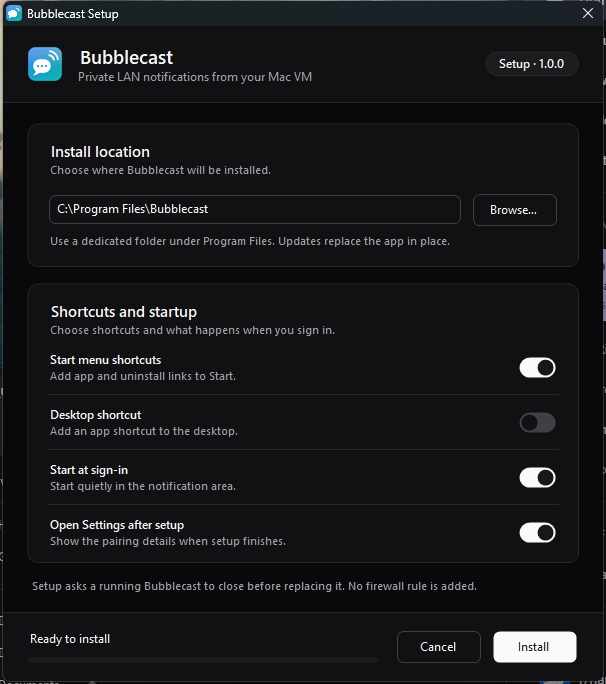 Bubblecast Setup
Bubblecast
Private LAN notifications from your Mac VM
Setup · 1.0.0
Install location
Choose where Bubblecast will be installed.
C:\Program Files\Bubblecast
Browse...
Use a dedicated folder under Program Files. Updates replace the app in place.
Shortcuts and startup
Choose shortcuts and what happens when you sign in.
Start menu shortcuts
Add app and uninstall links to Start.
Desktop shortcut
Add an app shortcut to the desktop.
Start at sign-in
Start quietly in the notification area.
Open Settings after setup
Show the pairing details when setup finishes.
Setup asks a running Bubblecast to close before replacing it. No firewall rule is added.
Ready to install
Cancel
Install